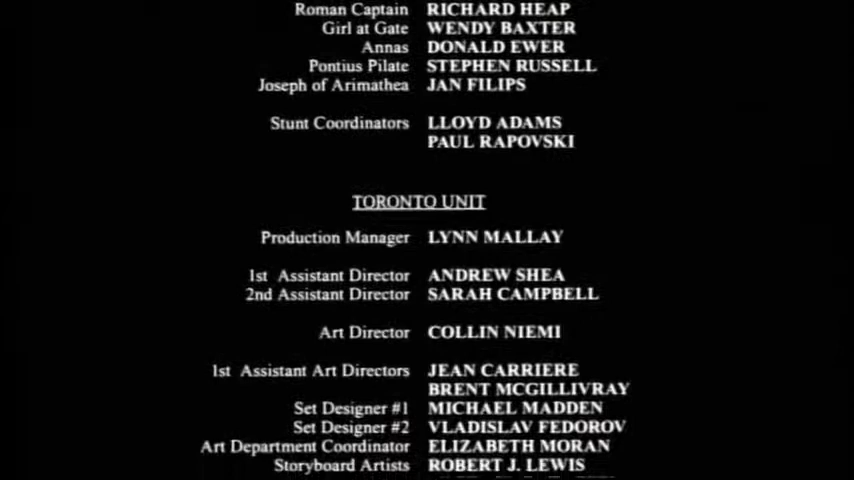 Roman Captain RICHARD HEAP
Girl at Gate WENDY BAXTER
Annas DONALD EWER
Pontius Pilate STEPHEN RUSSELL
Joseph of Arimathea JAN FILIPS
Stunt Coordinators LLOYD ADAMS
PAUL RAPOVSKI
TORONTO UNIT
Production Manager LYNN MALLAY
1st Assistant Director ANDREW SHEA
2nd Assistant Director SARAH CAMPBELL
Art Director COLLIN NIEMI
1st Assistant Art Directors JEAN CARRIERE
BRENT MCGILLIVRAY
Set Designer #1 MICHAEL MADDEN
Set Designer #2 VLADISLAV FEDOROV
Art Department Coordinator ELIZABETH MORAN
Storyboard Artists ROBERT J. LEWIS